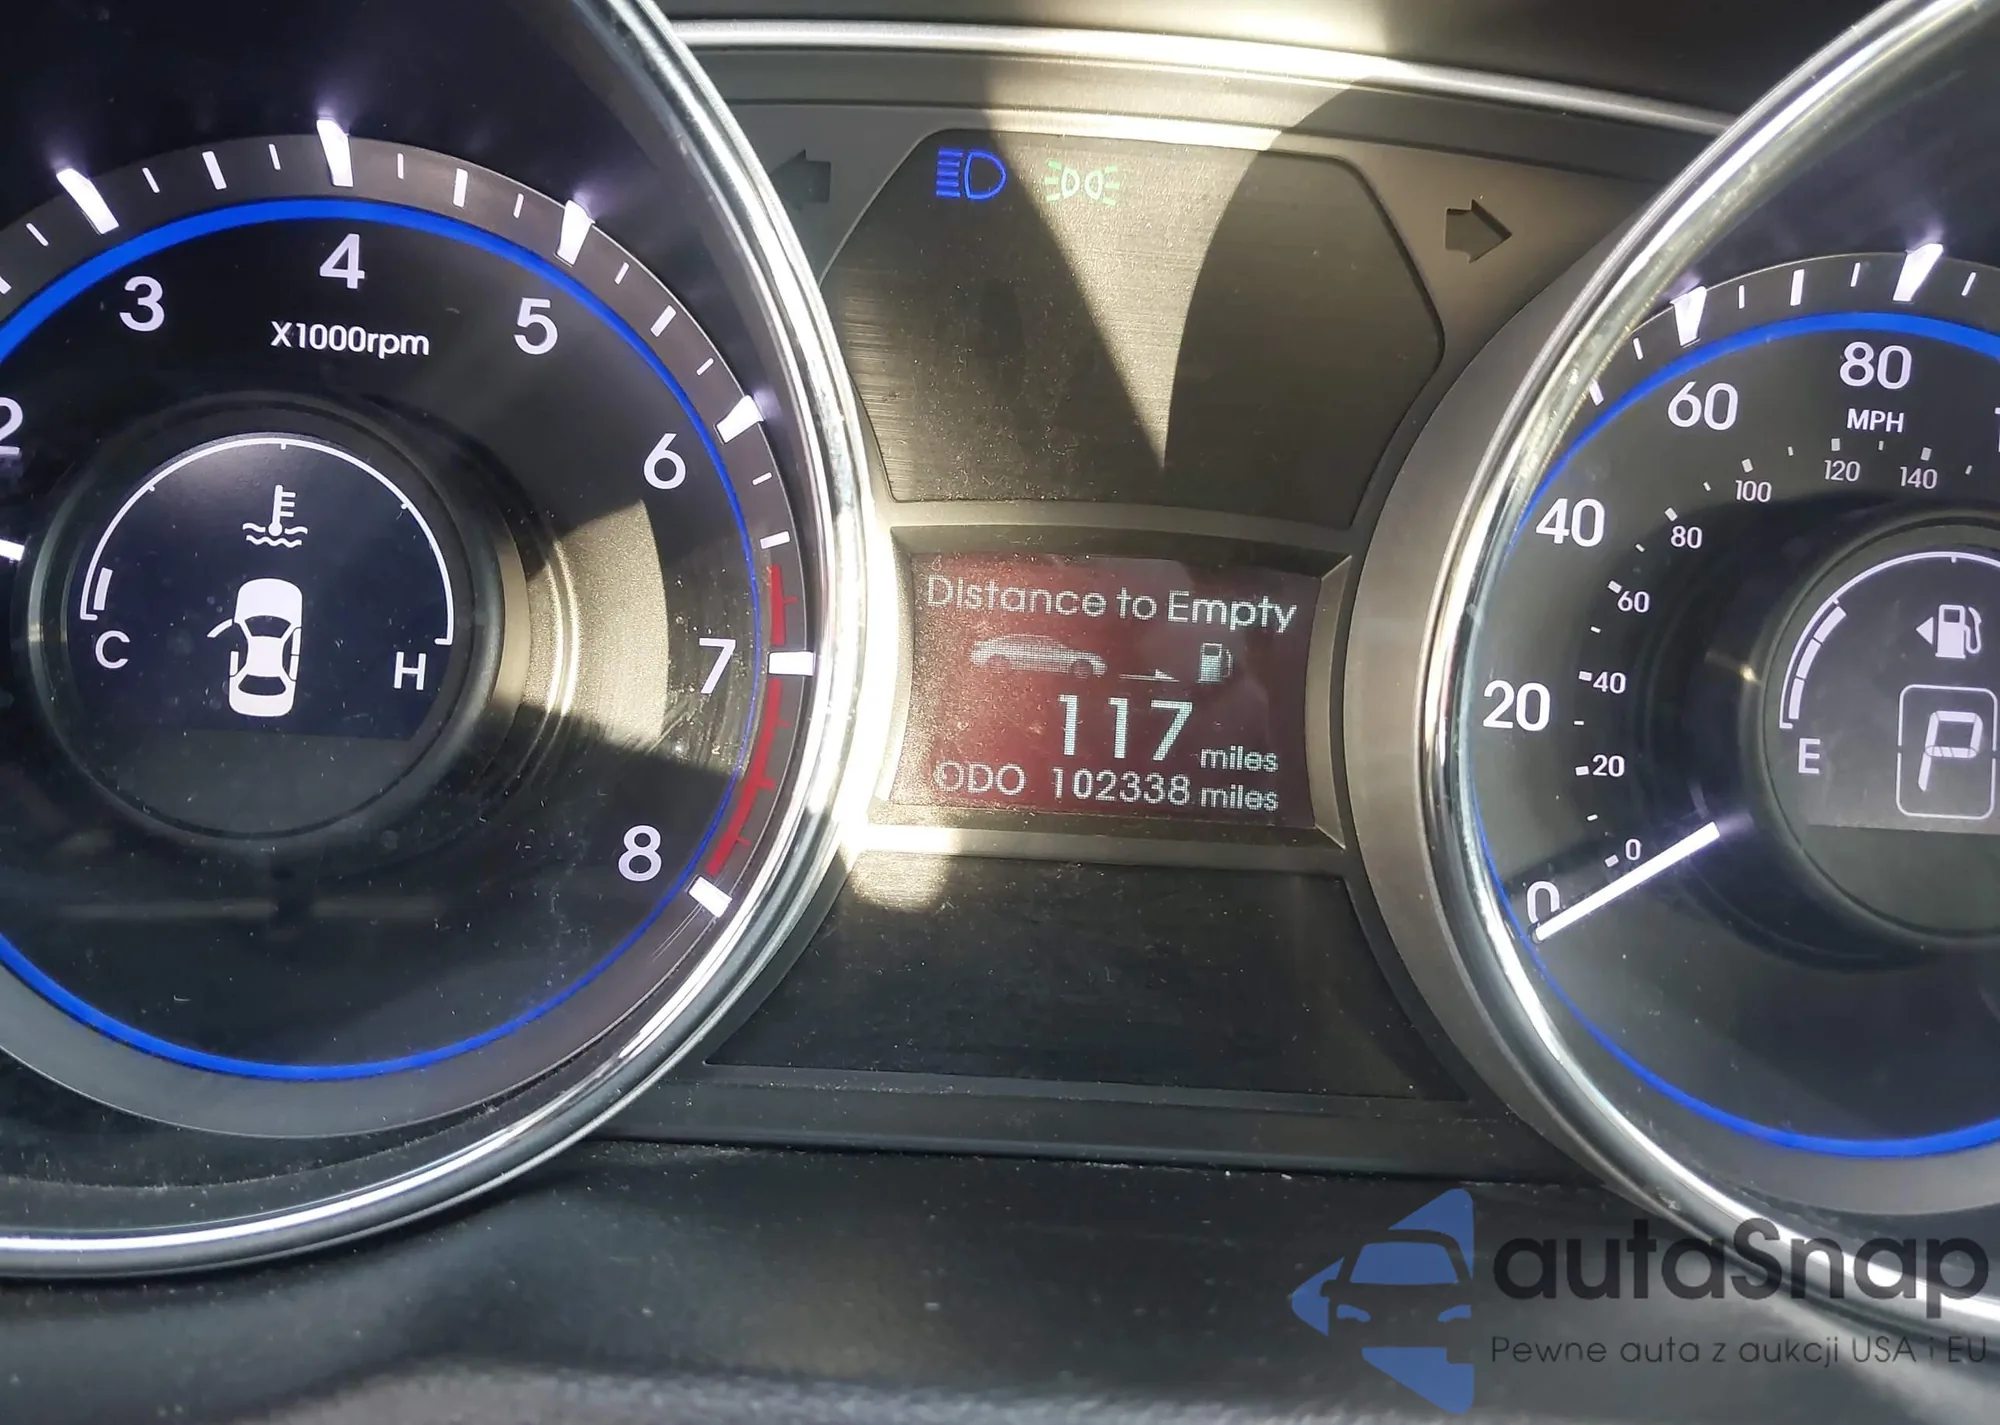 2
3
4
5
6
7
8
X1000rpm
C
H
Distance to Empty
117 miles
ODO 102338 miles
0
20
40
60
80
MPH
0
20
40
60
80
100
120
140
E
P
autaSnap
Pewne auta z aukcji USA i EU